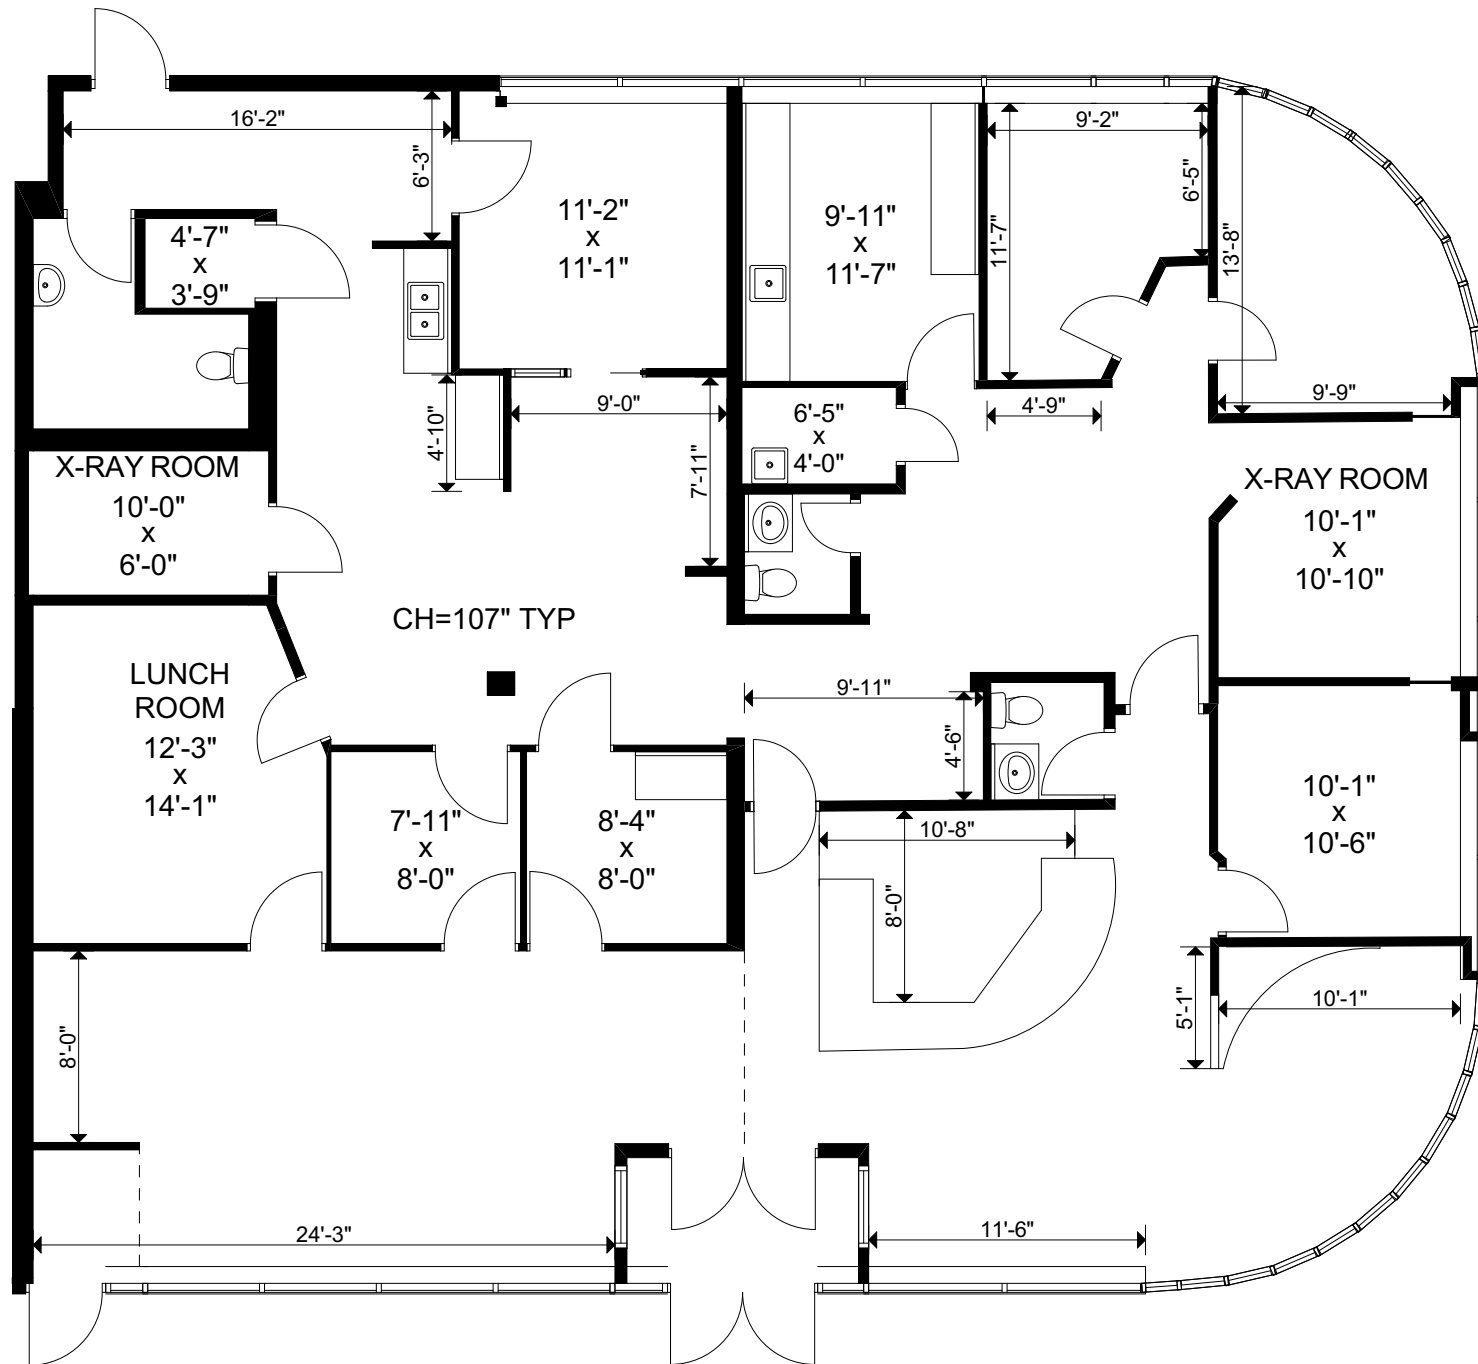 16'-2"
6'-3"
9'-2"
6'-5"
11'-7"
13'-8"
11'-2"
x
11'-1"
9'-11"
x
11'-7"
4'-7"
x
3'-9"
9'-0"
4'-10"
7'-11"
6'-5"
x
4'-0"
4'-9"
9'-9"
X-RAY ROOM
10'-0"
x
6'-0"
X-RAY ROOM
10'-1"
x
10'-10"
CH=107" TYP
LUNCH
ROOM
12'-3"
x
14'-1"
9'-11"
4'-6"
7'-11"
x
8'-0"
8'-4"
x
8'-0"
10'-8"
8'-0"
10'-1"
x
10'-6"
8'-0"
5'-1"
10'-1"
24'-3"
11'-6"